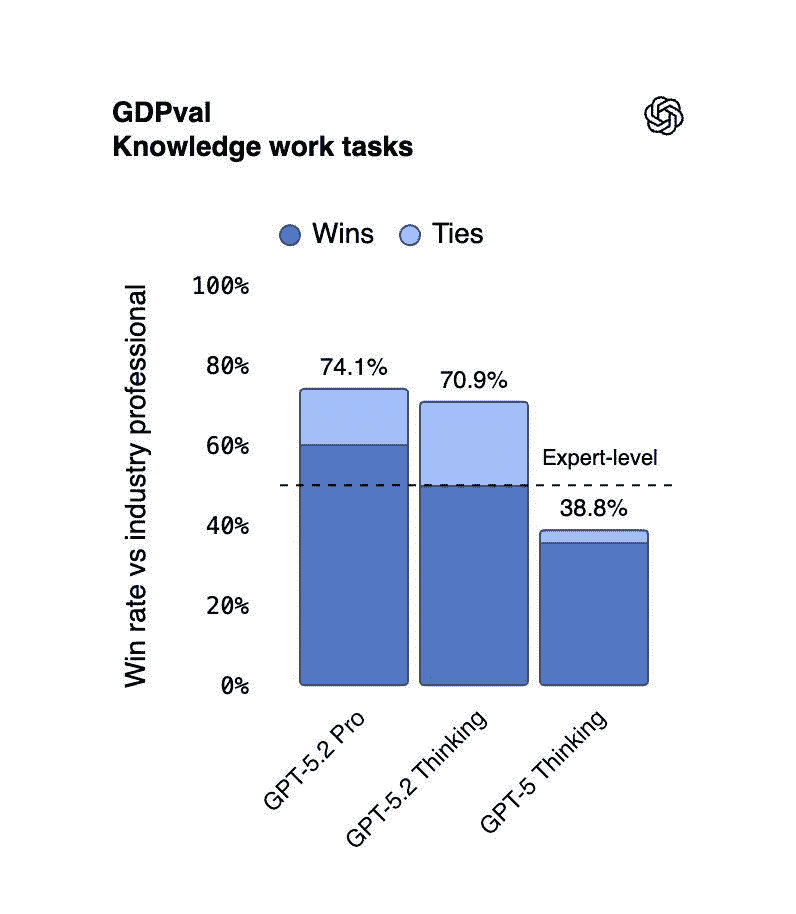 GDPval
Knowledge work tasks
Wins Ties
Win rate vs industry professional
100%
80%
60%
40%
20%
0%
74.1%
70.9%
38.8%
Expert-level
GPT-5.2 Pro
GPT-5.2 Thinking
GPT-5 Thinking